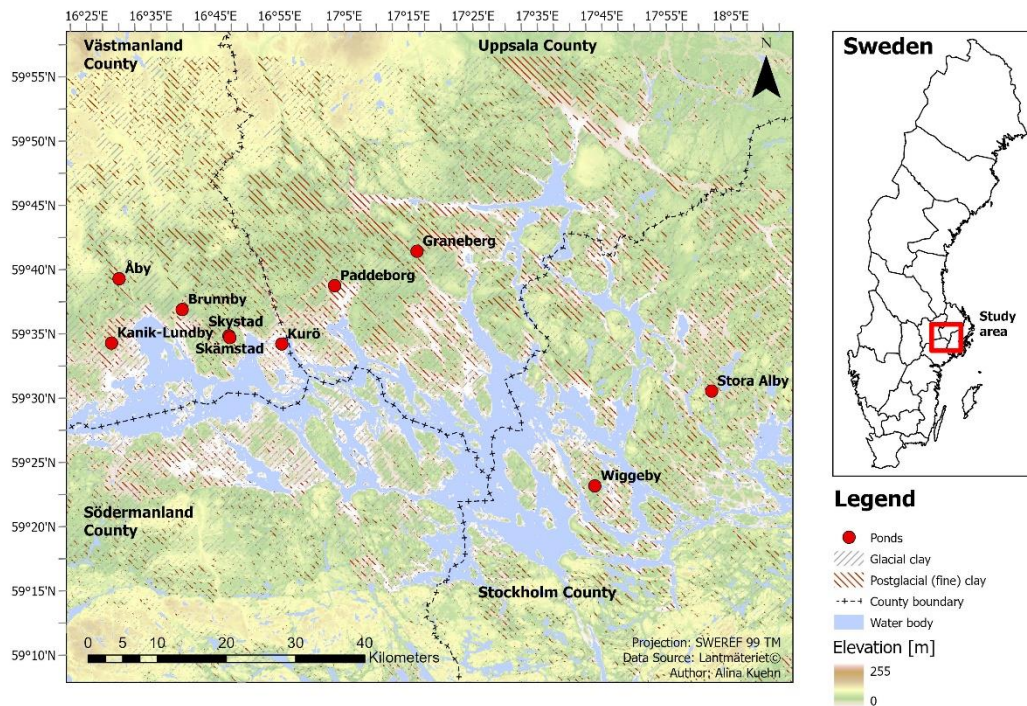 16°25'E 16°35'E 16°45'E 16°55'E 17°5'E 17°15'E 17°25'E 17°35'E 17°45'E 17°55'E 18°5'E
Västmanland
County
Uppsala County
N
59°55'N
59°50'N
59°45'N
59°40'N
59°35'N
59°30'N
59°25'N
59°20'N
59°15'N
59°10'N
Graneberg
Åby
Paddeborg
Brunnby
Skystad
Kanik-Lundby
Kurö
Skämstad
Stora Alby
Wiggeby
Södermanland
County
Stockholm County
0 5 10 20 30 40
Kilometers
Projection: SWEREF 99 TM
Data Source: Lantmäteriet©
Author: Alina Kuehn
Sweden
Study
area
Legend
Ponds
Glacial clay
Postglacial (fine) clay
County boundary
Water body
Elevation [m]
255
0